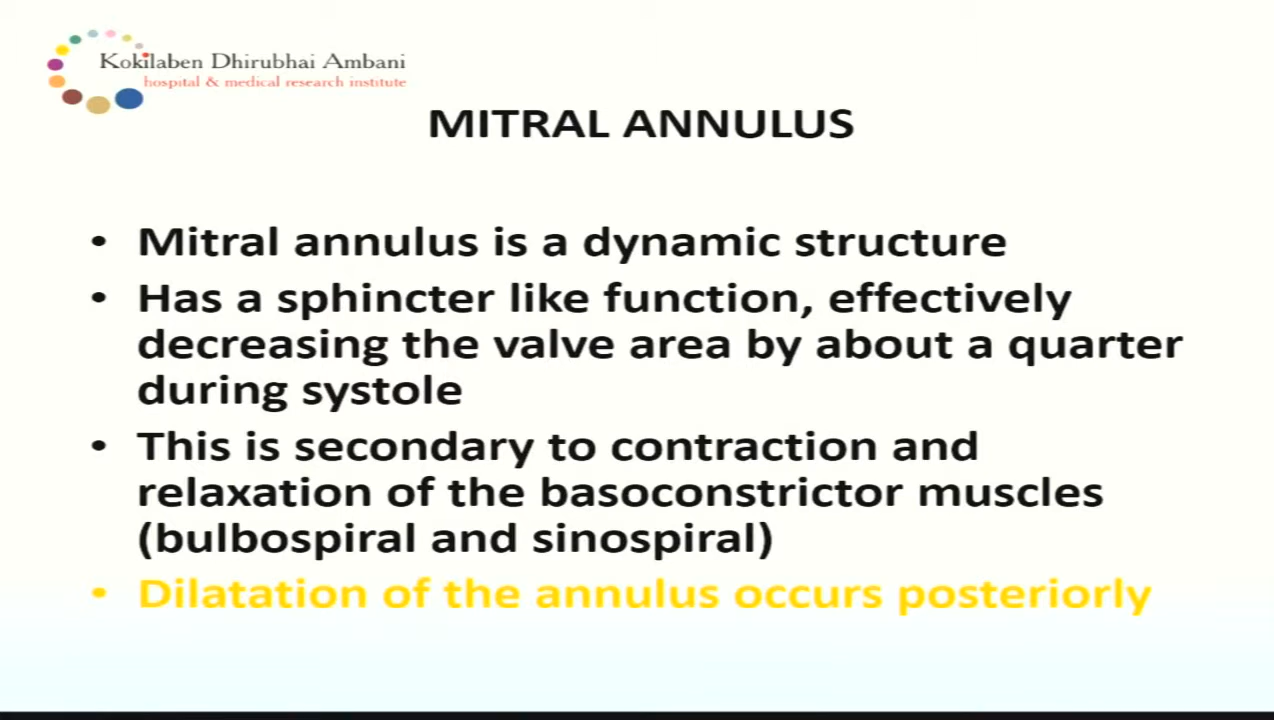 Kokilaben Dhirubhai Ambani
hospital & medical research institute
MITRAL ANNULUS
• Mitral annulus is a dynamic structure
• Has a sphincter like function, effectively
decreasing the valve area by about a quarter
during systole
• This is secondary to contraction and
relaxation of the basoconstrictor muscles
(bulbospiral and sinospiral)
• Dilatation of the annulus occurs posteriorly